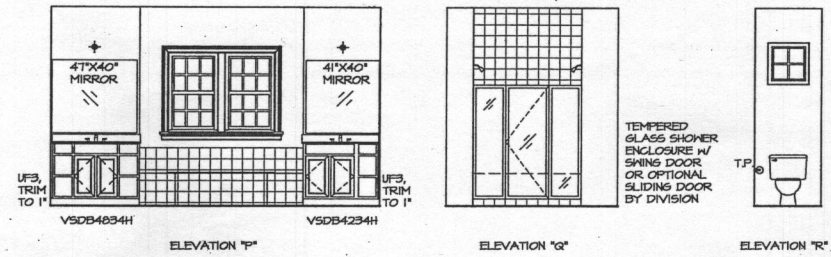 47"X40"
MIRROR
41"X40"
MIRROR
UF3,
TRIM
TO 1"
UF3,
TRIM
TO 1"
VSDB4834H
VSDB4234H
ELEVATION "P"
TEMPERED
GLASS SHOWER
ENCLOSURE W/
SWING DOOR
OR OPTIONAL
SLIDING DOOR
BY DIVISION
ELEVATION "Q"
T.P.
ELEVATION "R"